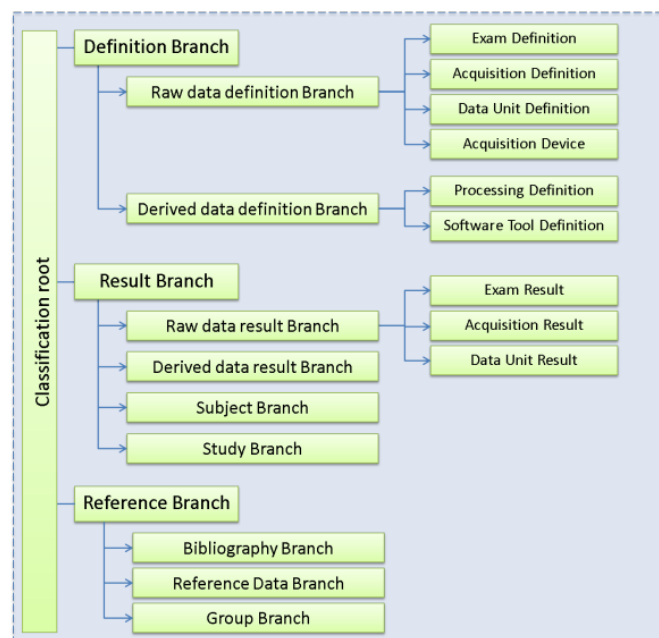 Classification root
Definition Branch
Raw data definition Branch
Exam Definition
Acquisition Definition
Data Unit Definition
Acquisition Device
Derived data definition Branch
Processing Definition
Software Tool Definition
Result Branch
Raw data result Branch
Exam Result
Acquisition Result
Data Unit Result
Derived data result Branch
Subject Branch
Study Branch
Reference Branch
Bibliography Branch
Reference Data Branch
Group Branch